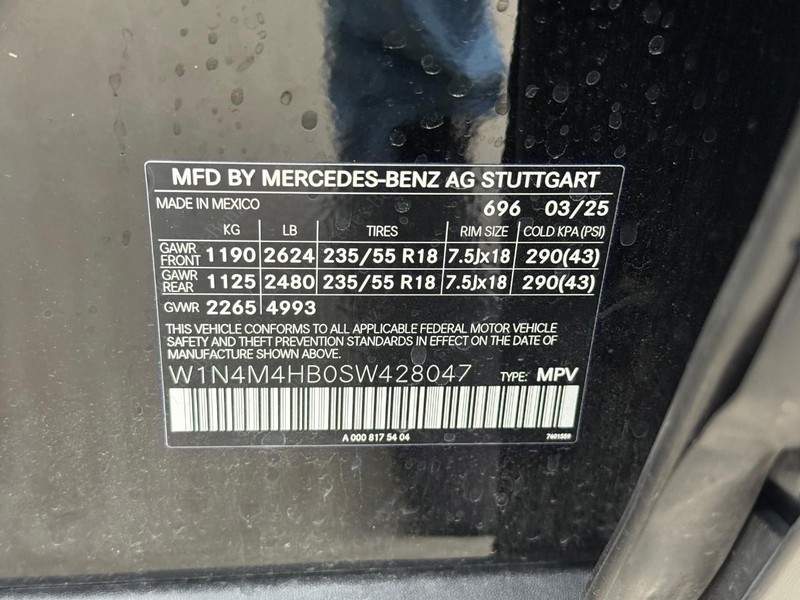 MFD BY MERCEDES-BENZ AG STUTTGART
MADE IN MEXICO 696 03/25
KG LB TIRES RIM SIZE COLD KPA (PSI)
GAWR FRONT 1190 2624 235/55 R18 7.5Jx18 290(43)
GAWR REAR 1125 2480 235/55 R18 7.5Jx18 290(43)
GVWR 2265 4993
THIS VEHICLE CONFORMS TO ALL APPLICABLE FEDERAL MOTOR VEHICLE
SAFETY AND THEFT PREVENTION STANDARDS IN EFFECT ON THE DATE
OF MANUFACTURE SHOWN ABOVE.
W1N4M4HB0SW428047 TYPE: MPV
A 000 817 54 04 7601559